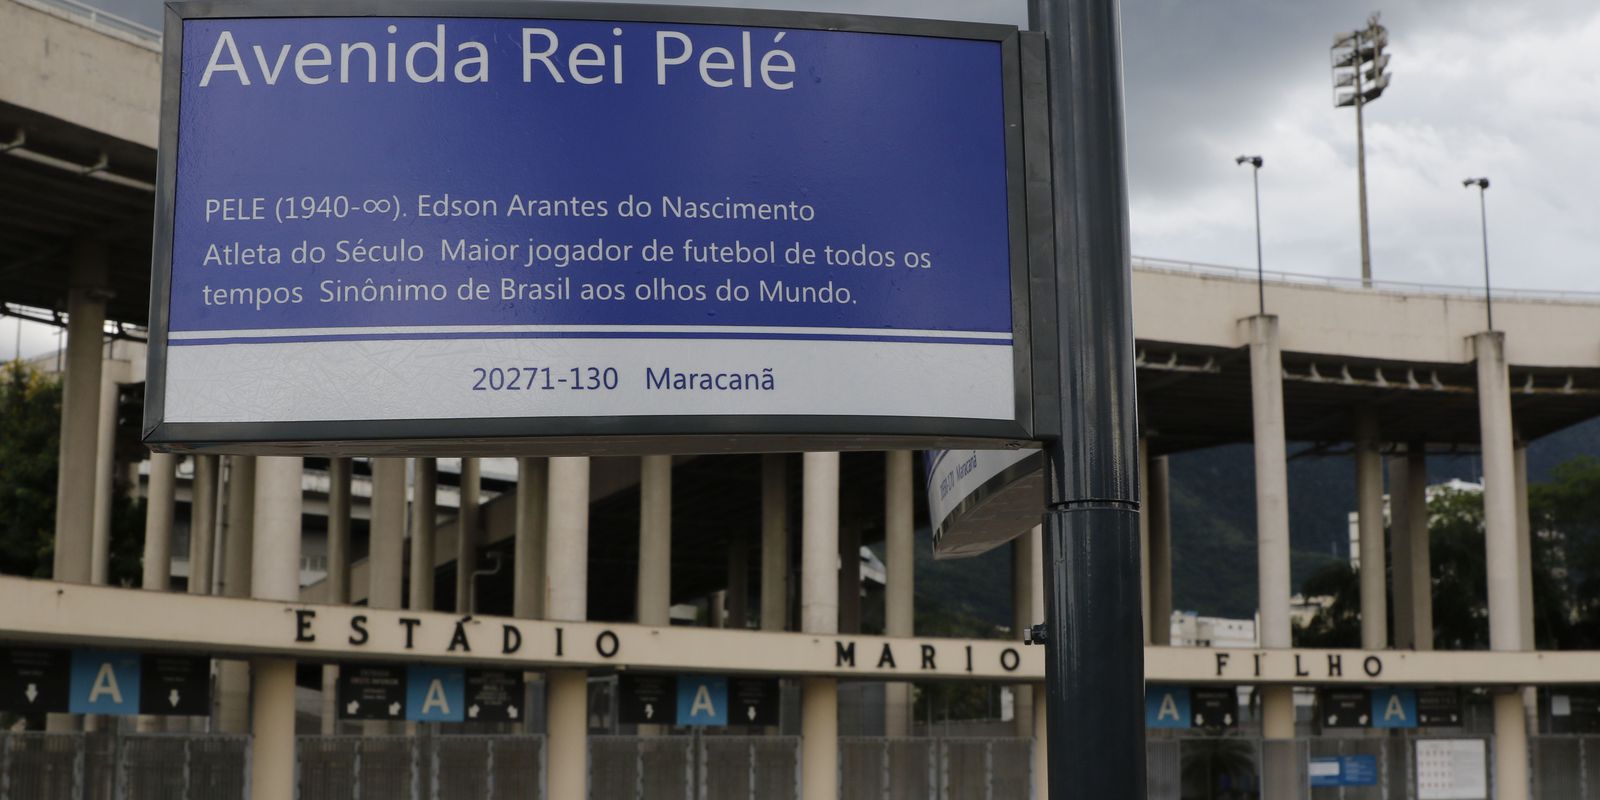 Avenida Rei Pelé
PELE (1940-∞). Edson Arantes do Nascimento
Atleta do Século Maior jogador de futebol de todos os
tempos Sinônimo de Brasil aos olhos do Mundo.
20271-130 Maracanã
Maracanã
ESTÁDIO MARIO FILHO
A A A A A